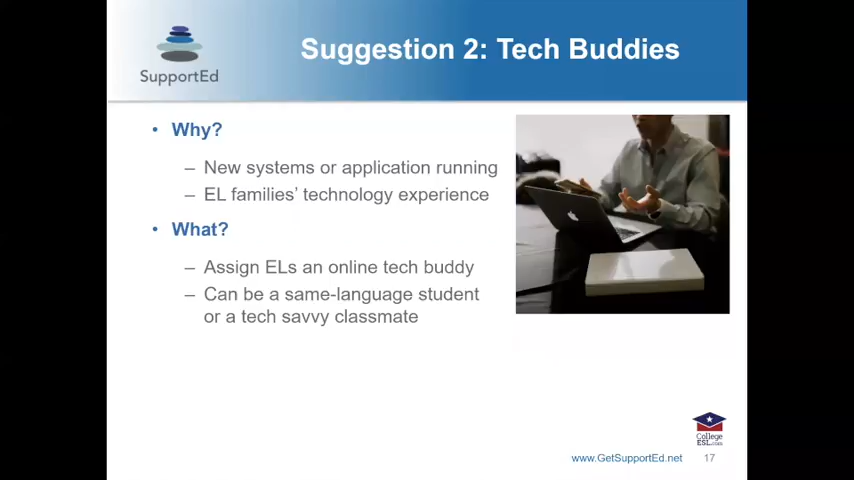 SupportEd
Suggestion 2: Tech Buddies
• Why?
– New systems or application running
– EL families’ technology experience
• What?
– Assign ELs an online tech buddy
– Can be a same-language student
or a tech savvy classmate
College
ESL.com
www.GetSupportEd.net
17